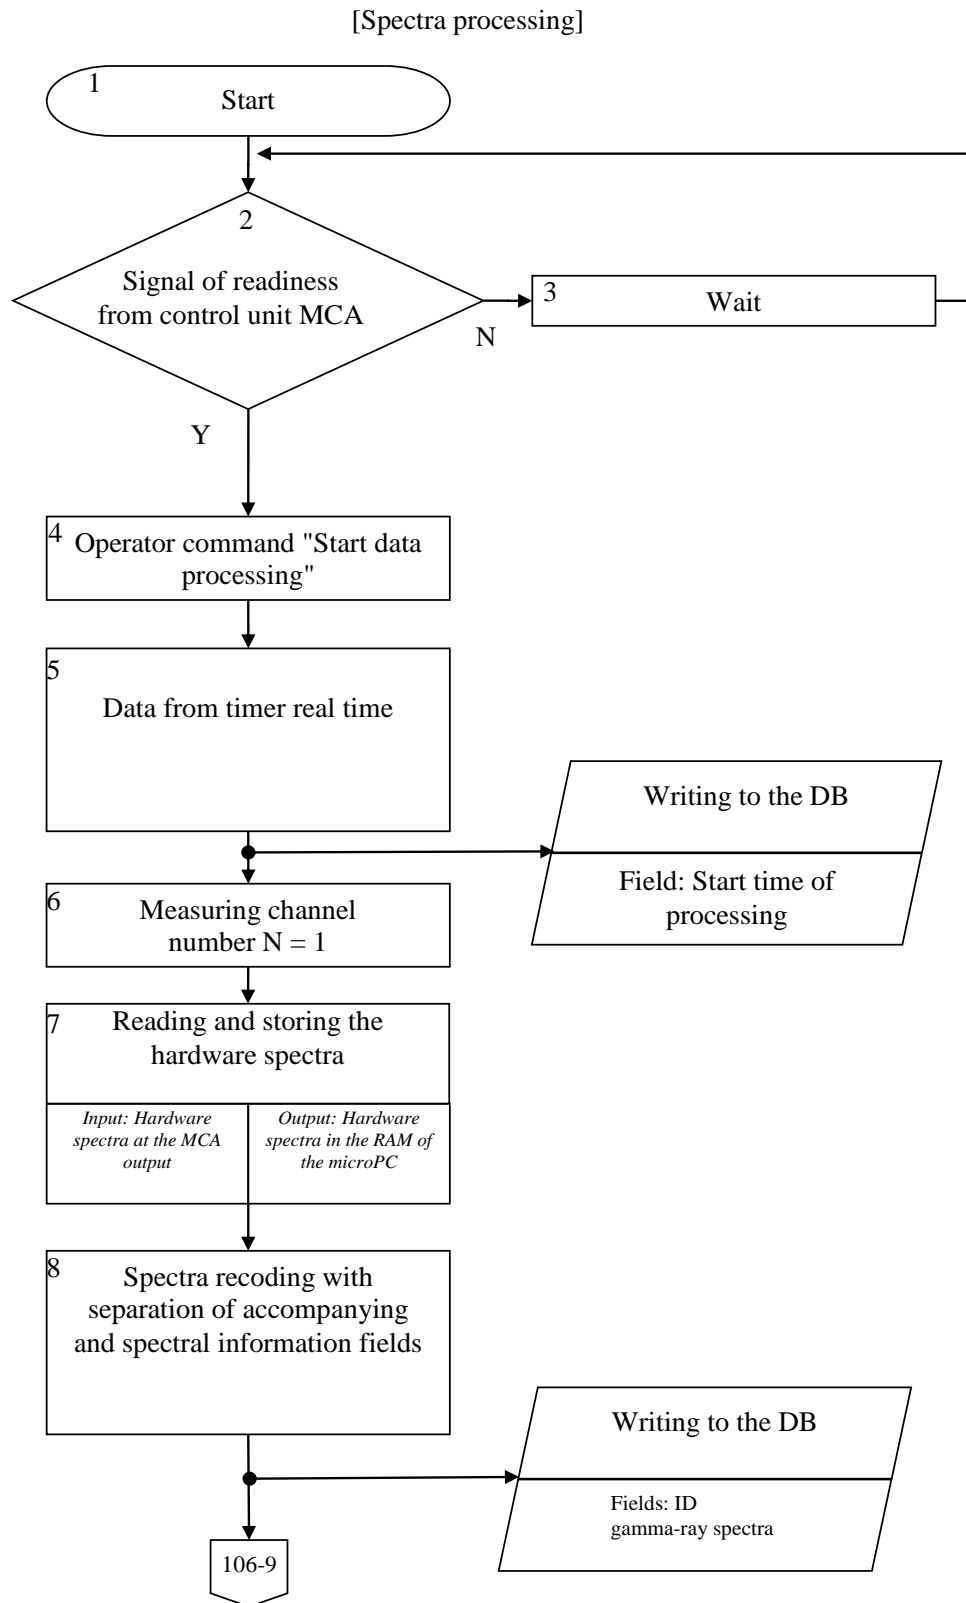 [Spectra processing]
1
Start
2
Signal of readiness
from control unit MCA
N
3
Wait
Y
4
Operator command "Start data
processing"
5
Data from timer real time
Writing to the DB
Field: Start time of
processing
6
Measuring channel
number N = 1
7
Reading and storing the
hardware spectra
Input: Hardware
spectra at the MCA
output
Output: Hardware
spectra in the RAM of
the microPC
8
Spectra recoding with
separation of accompanying
and spectral information fields
Writing to the DB
Fields: ID
gamma-ray spectra
106-9